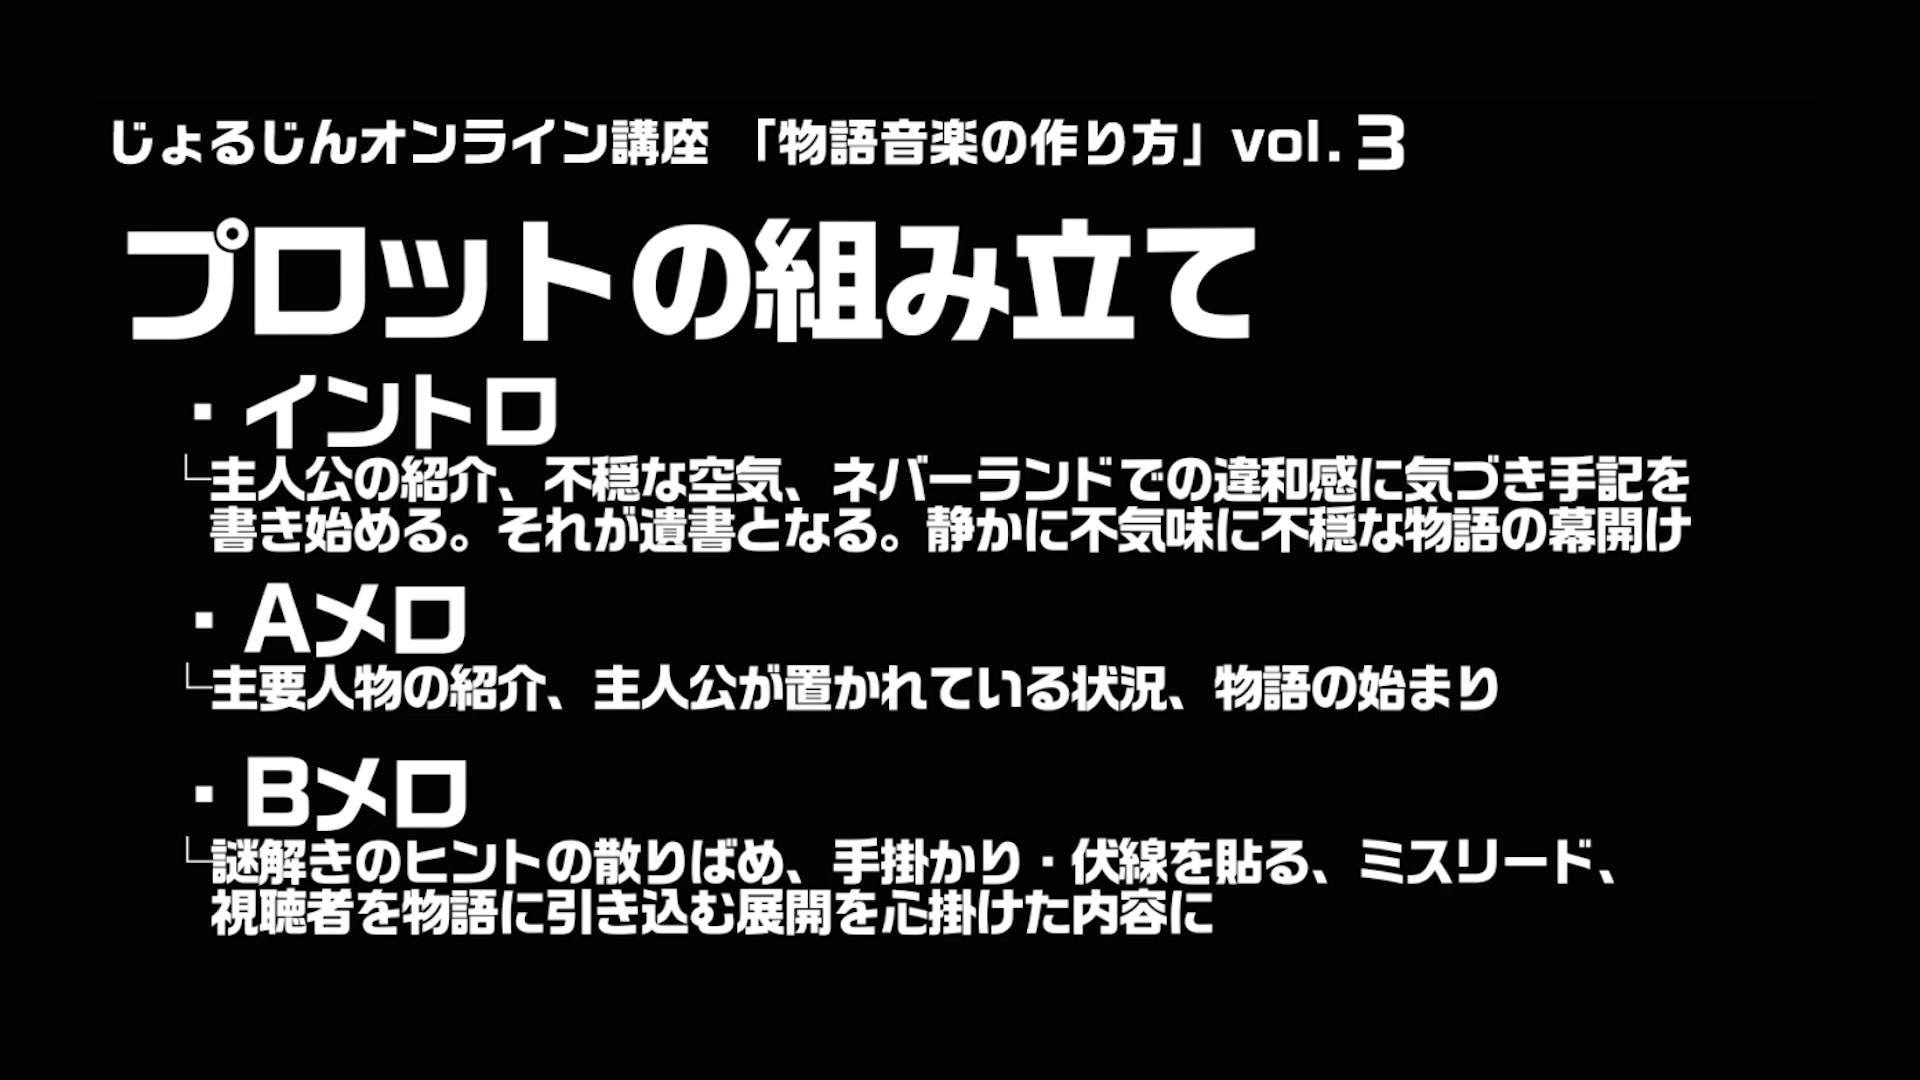 じょるじんオンライン講座 「物語音楽の作り方」vol.3
プロットの組み立て
・イントロ
└主人公の紹介、不穏な空気、ネバーランドでの違和感に気づき手記を
書き始める。それが遺書となる。静かに不気味に不穏な物語の幕開け
・Aメロ
└主要人物の紹介、主人公が置かれている状況、物語の始まり
・Bメロ
└謎解きのヒントの散りばめ、手掛かり・伏線を貼る、ミスリード、
視聴者を物語に引き込む展開を心掛けた内容に